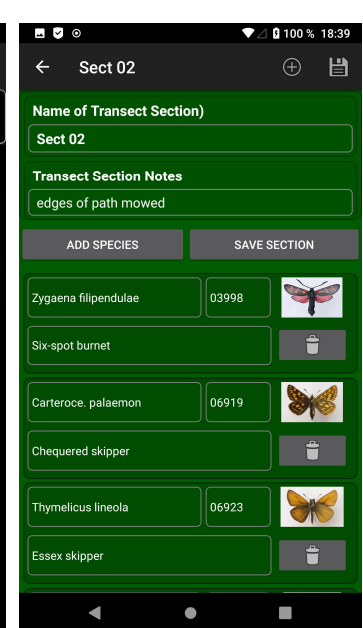 100 % 18:39
Sect 02
Name of Transect Section)
Sect 02
Transect Section Notes
edges of path mowed
ADD SPECIES SAVE SECTION
Zygaena filipendulae 03998
Six-spot burnet
Carteroce. palaemon 06919
Chequered skipper
Thymelicus lineola 06923
Essex skipper